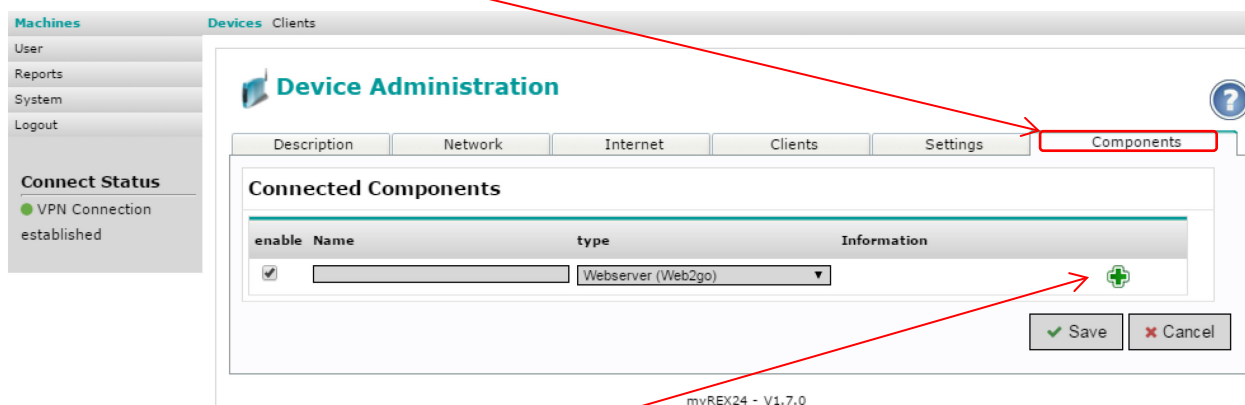 Machines
Devices Clients
User
Reports
System
Logout
Connect Status
VPN Connection
established
Device Administration
?
Description Network Internet Clients Settings Components
Connected Components
enable Name type Information
Webserver (Web2go)
Save Cancel
myREX24 - V1.7.0